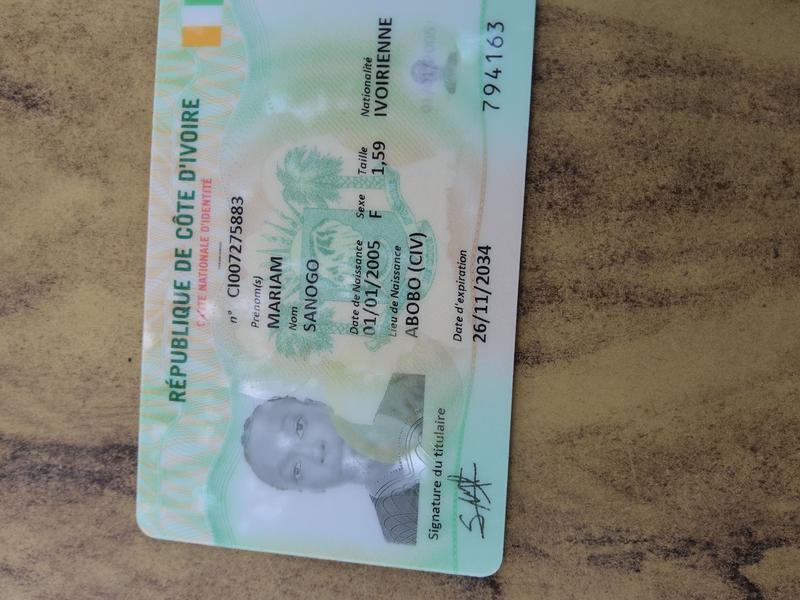 RÉPUBLIQUE DE CÔTE D'IVOIRE
CARTE NATIONALE D'IDENTITÉ
n° CI007275883
Prénom(s)
MARIAM
Nom
SANOGO
Date de Naissance Sexe Taille Nationalité
01/01/2005 F 1,59 IVOIRIENNE
Lieu de Naissance
ABOBO (CIV)
Date d'expiration
26/11/2034
794163
Signature du titulaire